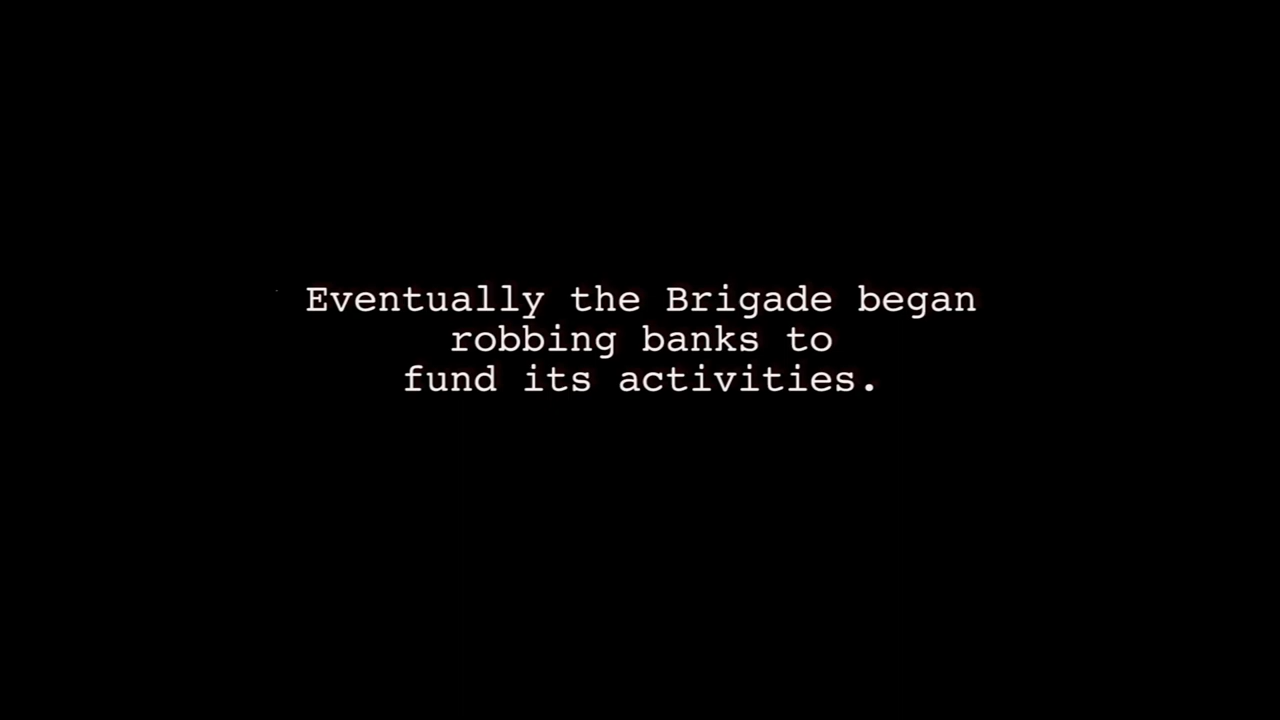 Eventually the Brigade began
robbing banks to
fund its activities.